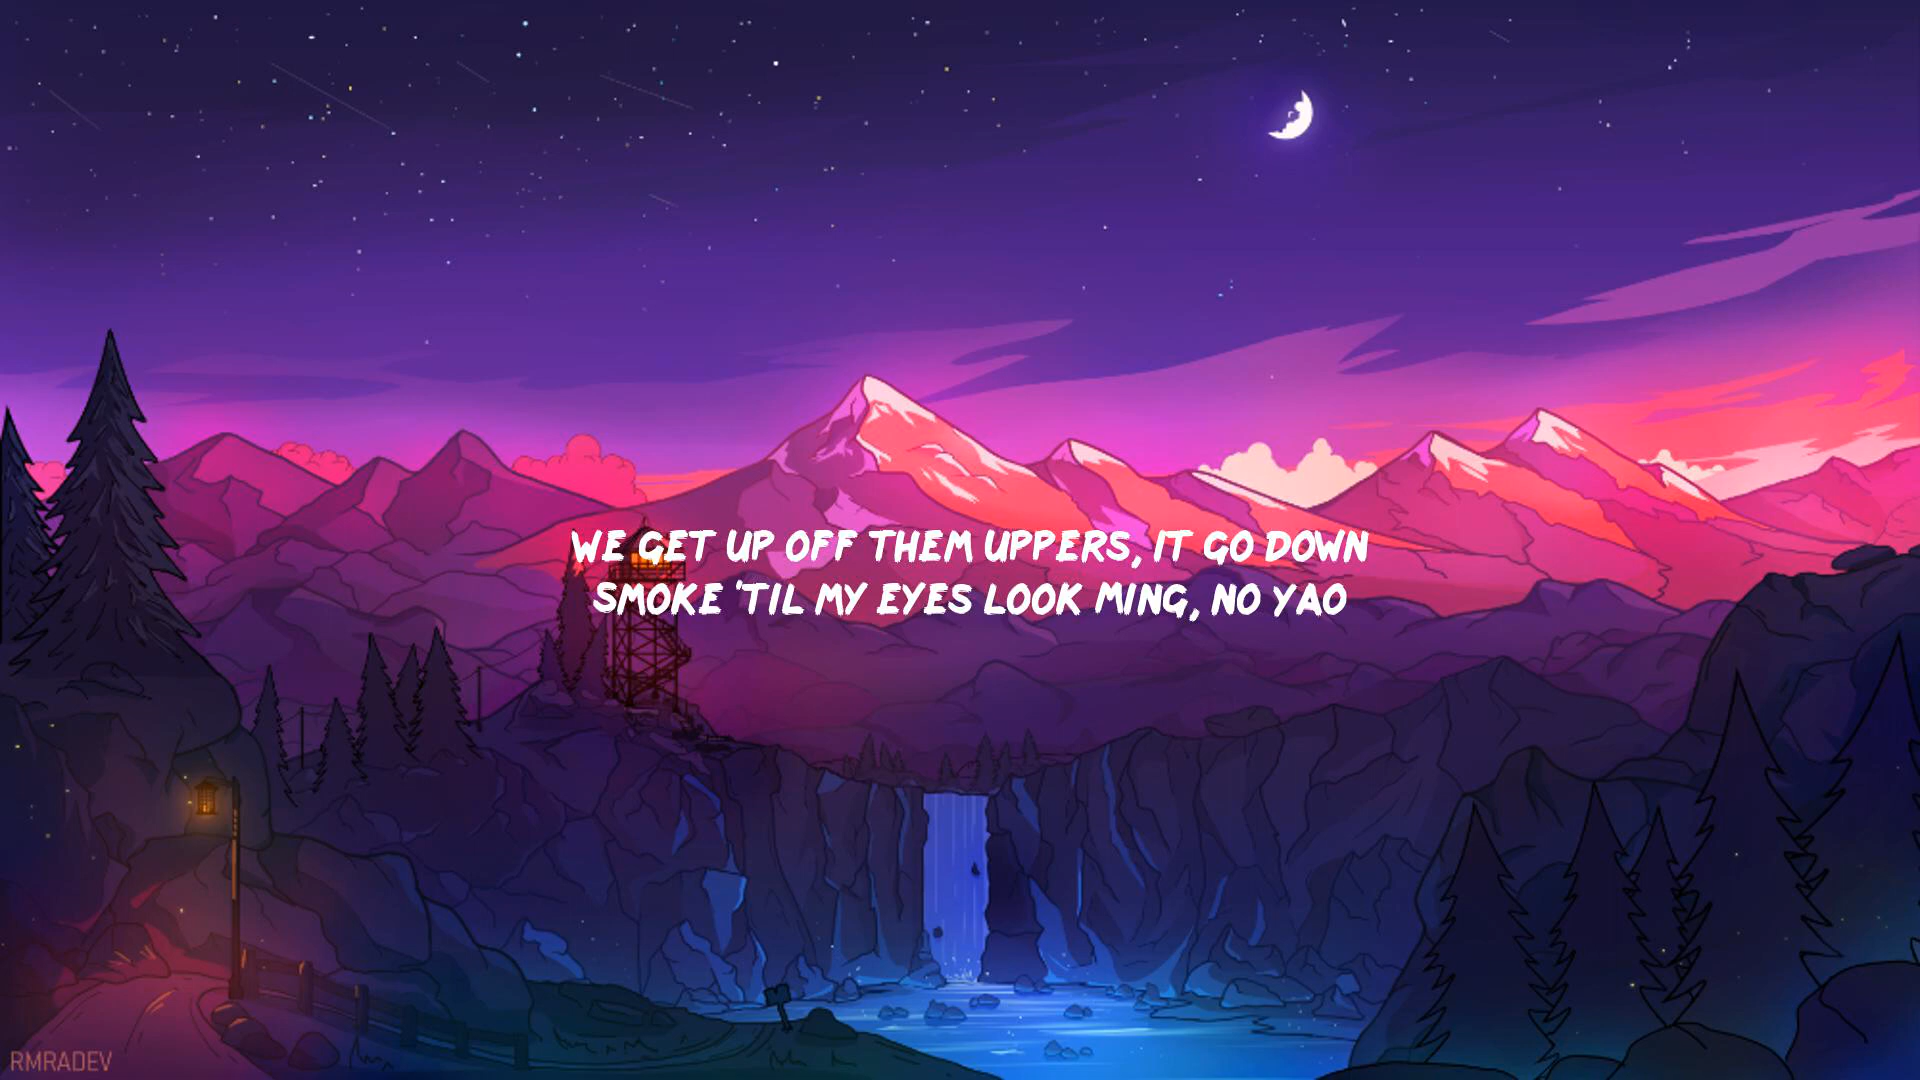 WE GET UP OFF THEM UPPERS, IT GO DOWN
SMOKE 'TIL MY EYES LOOK MING, NO YAO
RMRADEV